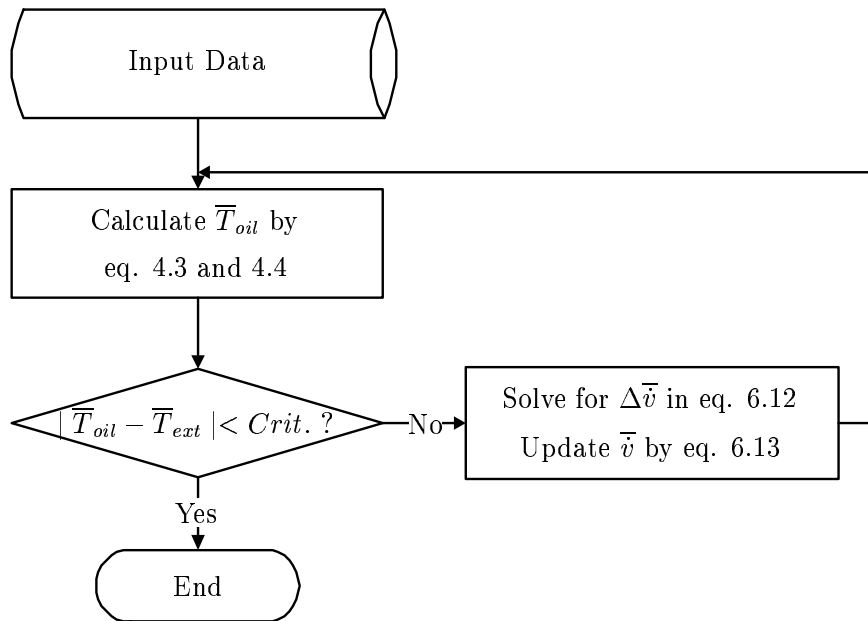 Input Data
Calculate T̅_oil by
eq. 4.3 and 4.4
| T̅_oil − T̅_ext |< Crit. ?
No
Solve for Δv̇̅ in eq. 6.12
Update v̇̅ by eq. 6.13
Yes
End